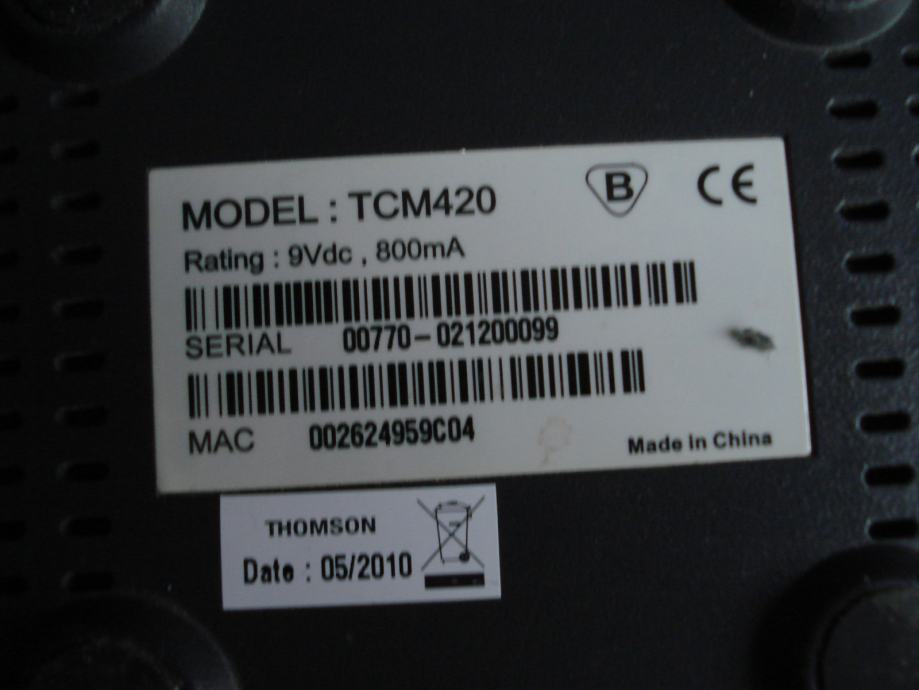 MODEL : TCM420
B CE
Rating : 9Vdc , 800mA
SERIAL 00770-021200099
MAC 002624959C04
Made in China
THOMSON
Date : 05/2010